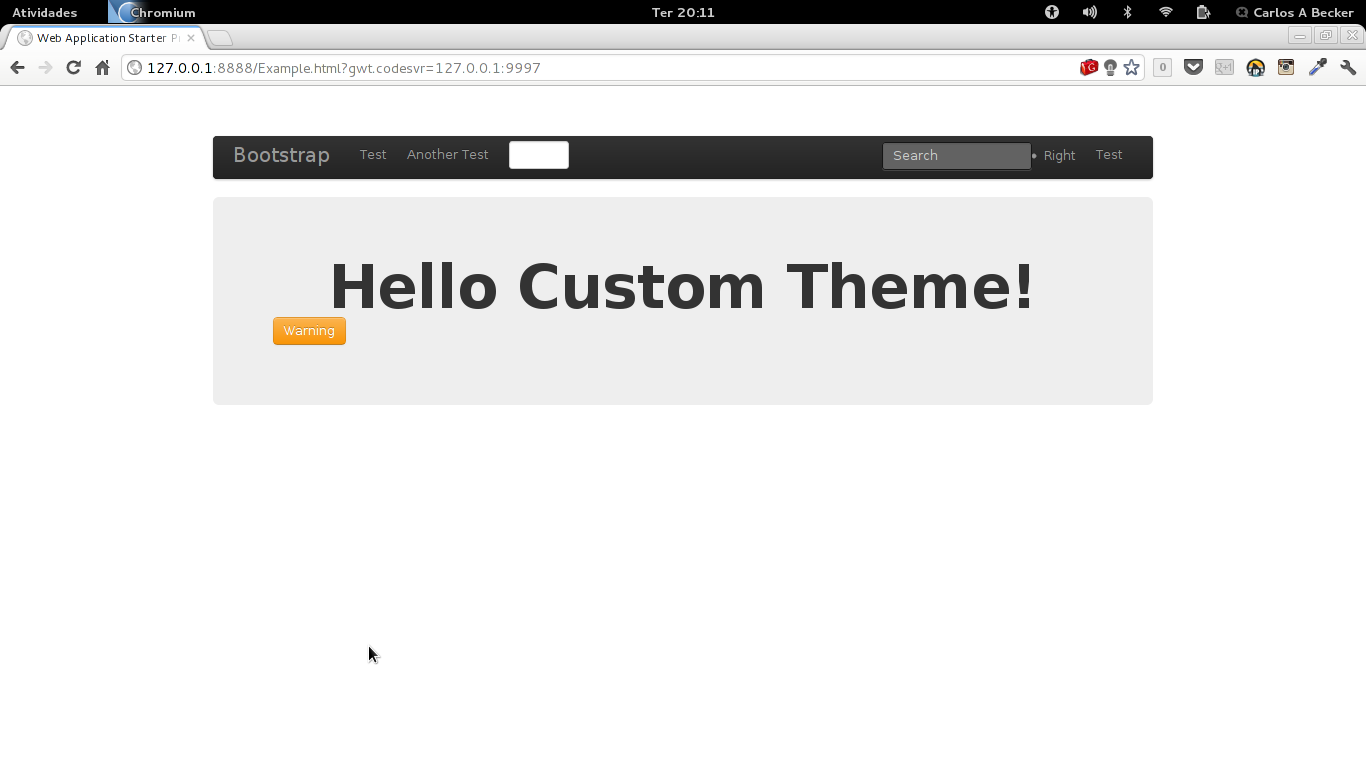 Atividades Chromium Ter 20:11 Carlos A Becker
Web Application Starter P
127.0.0.1:8888/Example.html?gwt.codesvr=127.0.0.1:9997 0 g+1
Bootstrap Test Another Test Search Right Test
Hello Custom Theme!
Warning